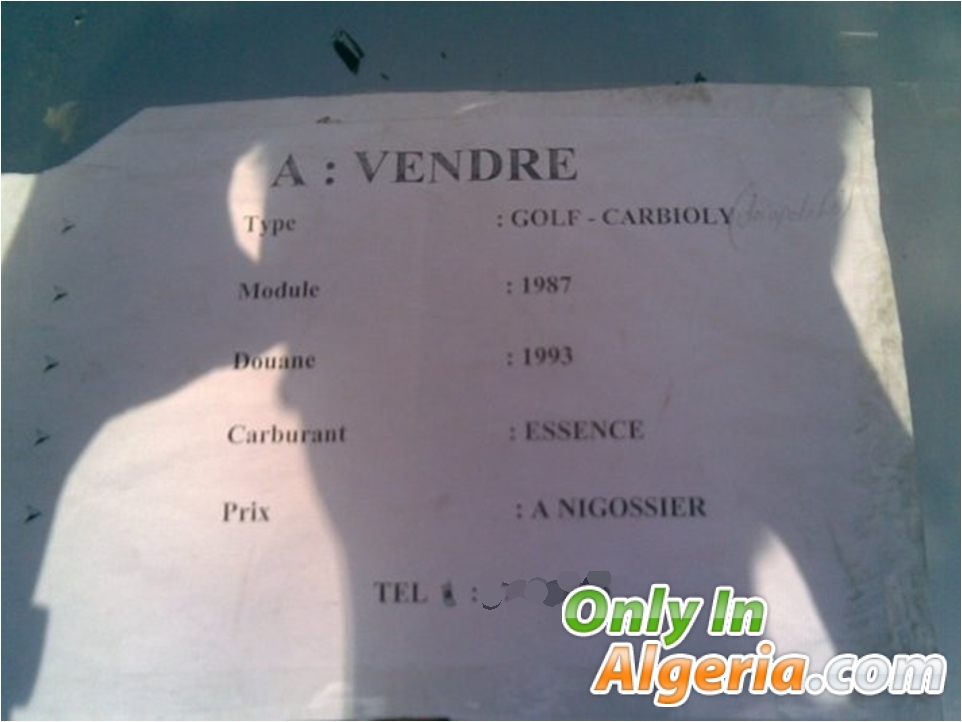 A : VENDRE
Type : GOLF - CARBIOLY
Module : 1987
Douane : 1993
Carburant : ESSENCE
Prix : A NIGOSSIER
TEL :
Only In
Algeria.com